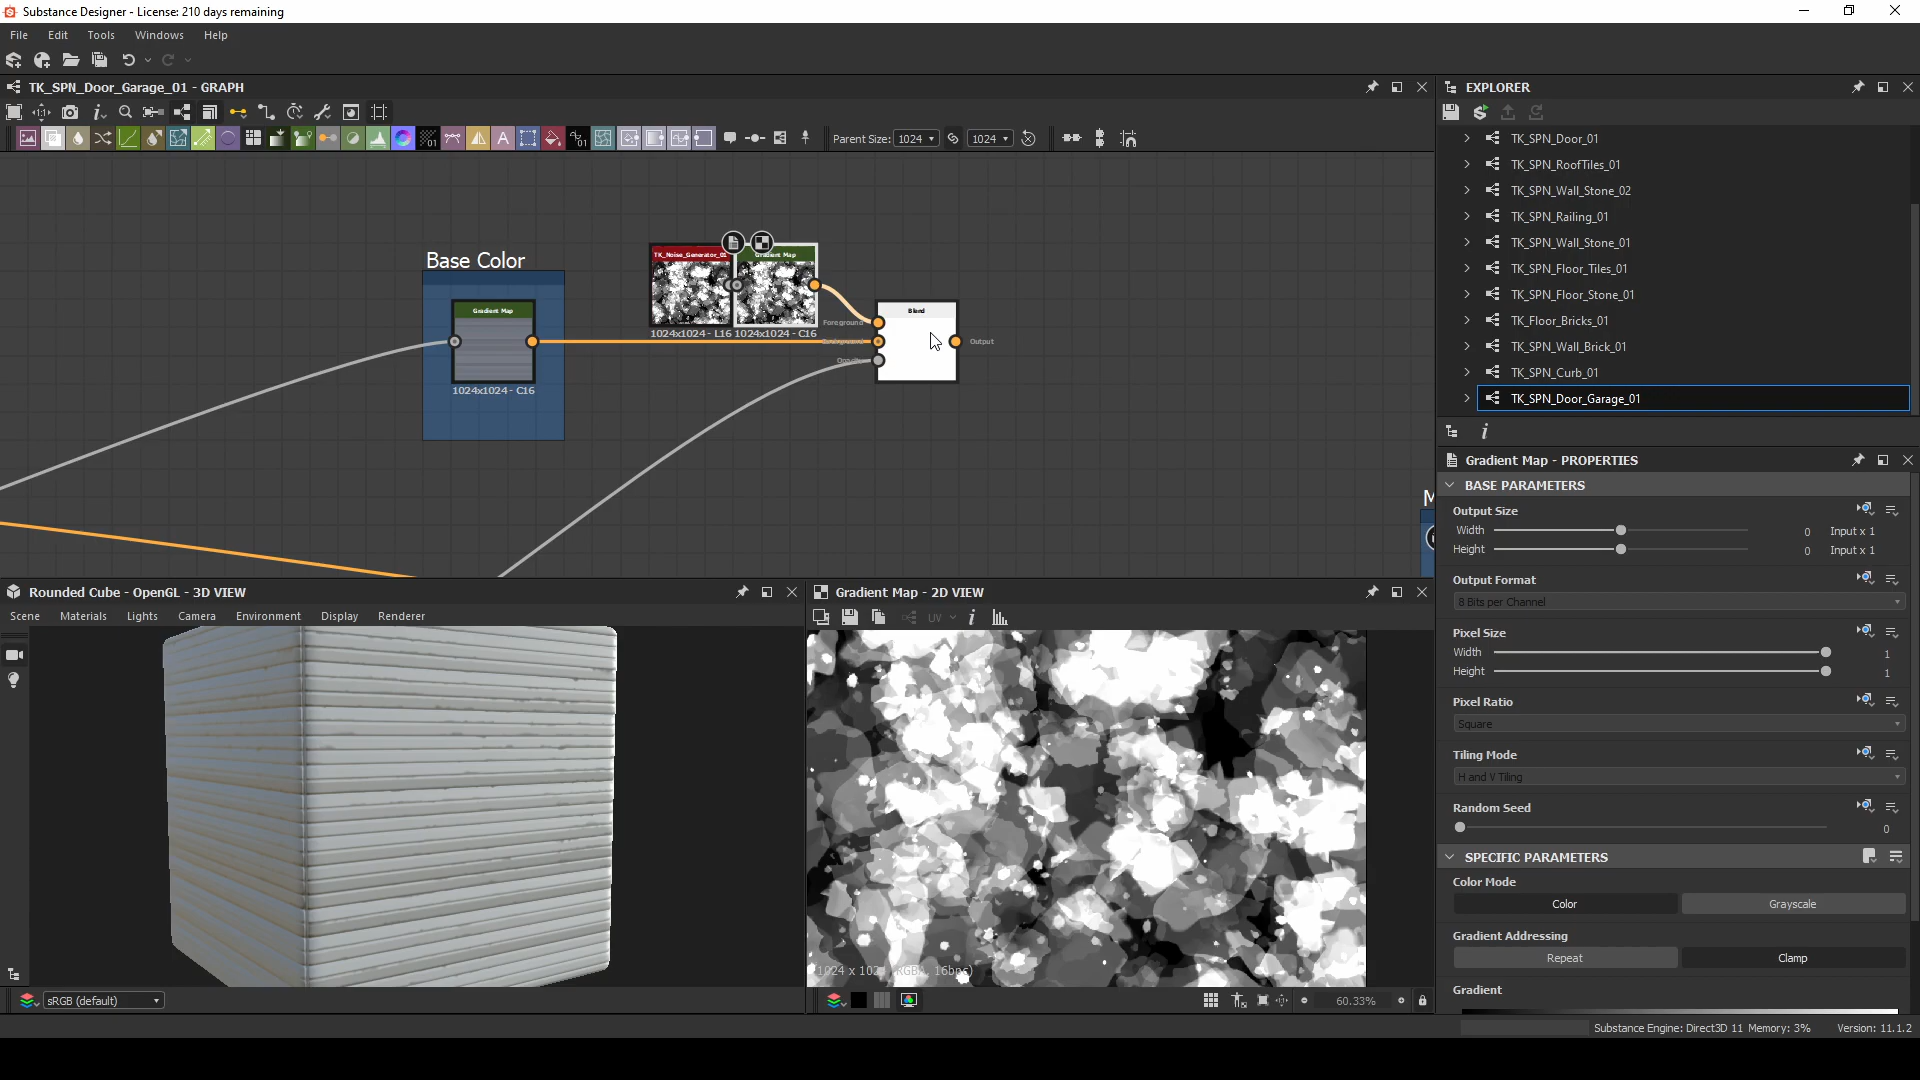 Substance Designer - License: 210 days remaining
File Edit Tools Windows Help
TK_SPN_Door_Garage_01 - GRAPH
Parent Size: 1024 1024
Base Color
Gradient Map
1024x1024 - C16
TK_Noise_Generator_01
Gradient Map
1024x1024 - L16 1024x1024 - C16
Blend
Foreground
Background
Opacity
Output
EXPLORER
TK_SPN_Door_01
TK_SPN_RoofTiles_01
TK_SPN_Wall_Stone_02
TK_SPN_Railing_01
TK_SPN_Wall_Stone_01
TK_SPN_Floor_Tiles_01
TK_SPN_Floor_Stone_01
TK_Floor_Bricks_01
TK_SPN_Wall_Brick_01
TK_SPN_Curb_01
TK_SPN_Door_Garage_01
Gradient Map - PROPERTIES
BASE PARAMETERS
Output Size
Width 0 Input x 1
Height 0 Input x 1
Output Format
8 Bits per Channel
Pixel Size
Width 1
Height 1
Pixel Ratio
Square
Tiling Mode
H and V Tiling
Random Seed
0
SPECIFIC PARAMETERS
Color Mode
Color Grayscale
Gradient Addressing
Repeat Clamp
Gradient
Rounded Cube - OpenGL - 3D VIEW
Scene Materials Lights Camera Environment Display Renderer
sRGB (default)
Gradient Map - 2D VIEW
UV
60.33%
Substance Engine: Direct3D 11 Memory: 3% Version: 11.1.2